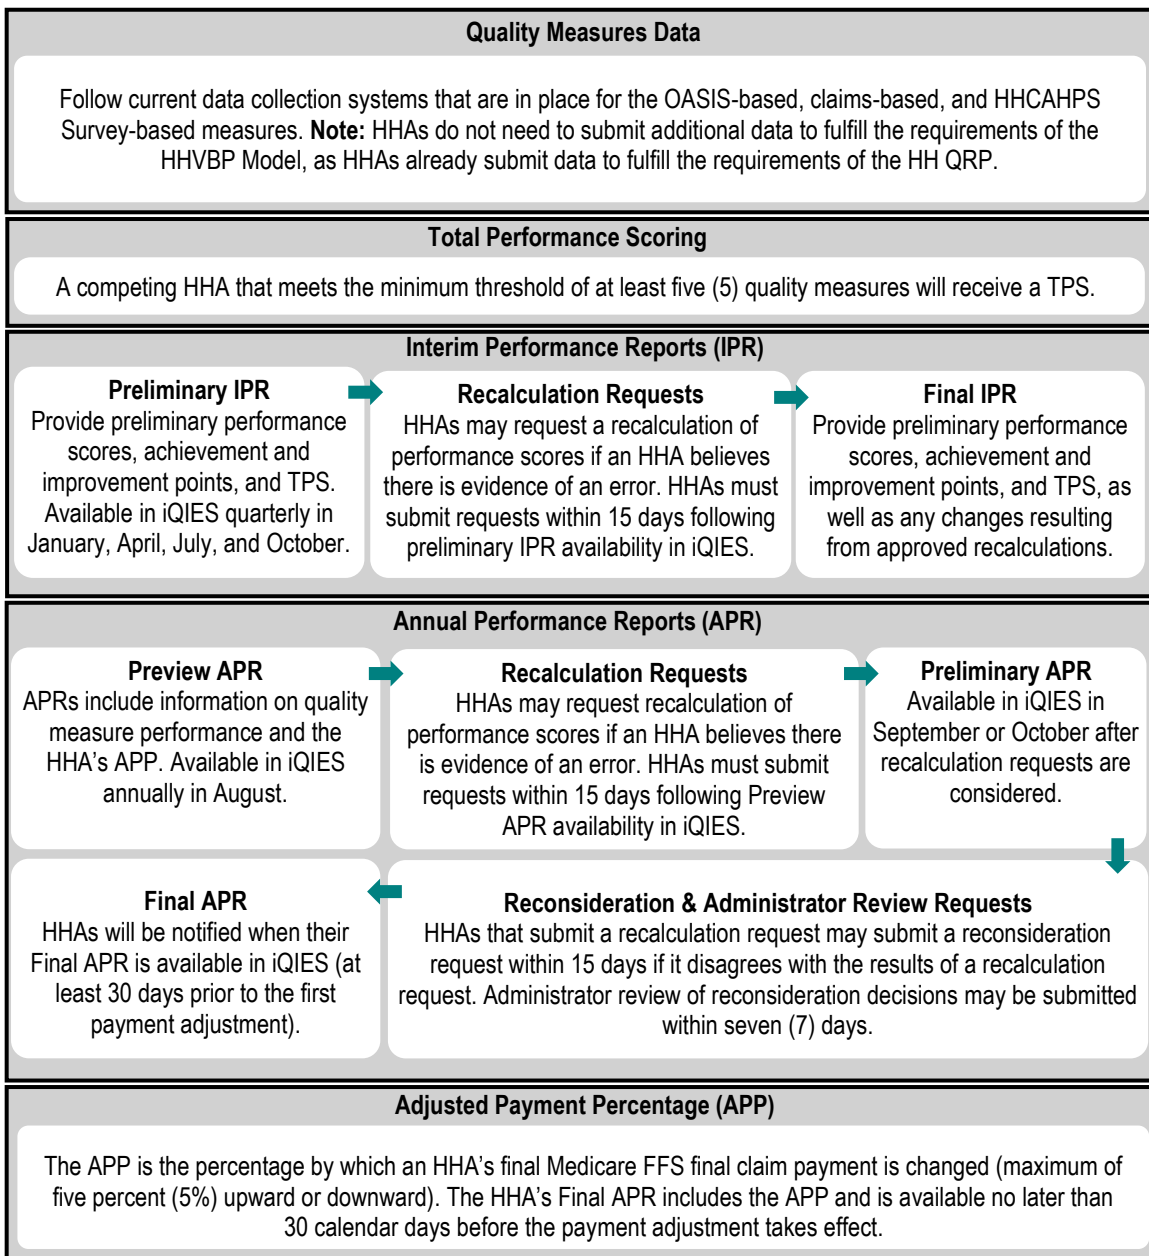 Quality Measures Data
Follow current data collection systems that are in place for the OASIS-based, claims-based, and HHCAHPS
Survey-based measures. Note: HHAs do not need to submit additional data to fulfill the requirements of the
HHVBP Model, as HHAs already submit data to fulfill the requirements of the HH QRP.
Total Performance Scoring
A competing HHA that meets the minimum threshold of at least five (5) quality measures will receive a TPS.
Interim Performance Reports (IPR)
Preliminary IPR
Provide preliminary performance
scores, achievement and
improvement points, and TPS.
Available in iQIES quarterly in
January, April, July, and October.
Recalculation Requests
HHAs may request a recalculation of
performance scores if an HHA believes
there is evidence of an error. HHAs must
submit requests within 15 days following
preliminary IPR availability in iQIES.
Final IPR
Provide preliminary performance
scores, achievement and
improvement points, and TPS, as
well as any changes resulting
from approved recalculations.
Annual Performance Reports (APR)
Preview APR
APRs include information on quality
measure performance and the
HHA's APP. Available in iQIES
annually in August.
Recalculation Requests
HHAs may request recalculation of
performance scores if an HHA believes there
is evidence of an error. HHAs must submit
requests within 15 days following Preview
APR availability in iQIES.
Preliminary APR
Available in iQIES in
September or October after
recalculation requests are
considered.
Reconsideration & Administrator Review Requests
HHAs that submit a recalculation request may submit a reconsideration
request within 15 days if it disagrees with the results of a recalculation
request. Administrator review of reconsideration decisions may be submitted
within seven (7) days.
Final APR
HHAs will be notified when their
Final APR is available in iQIES (at
least 30 days prior to the first
payment adjustment).
Adjusted Payment Percentage (APP)
The APP is the percentage by which an HHA's final Medicare FFS final claim payment is changed (maximum of
five percent (5%) upward or downward). The HHA's Final APR includes the APP and is available no later than
30 calendar days before the payment adjustment takes effect.